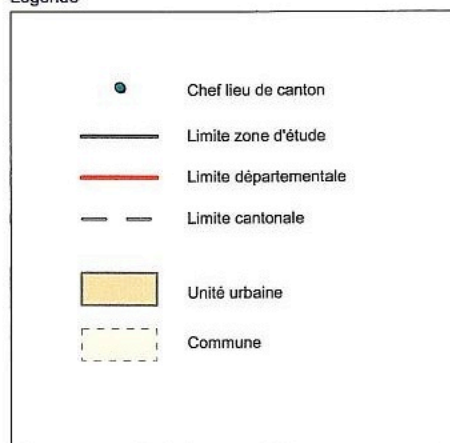 Légende
Chef lieu de canton
Limite zone d'étude
Limite départementale
Limite cantonale
Unité urbaine
Commune